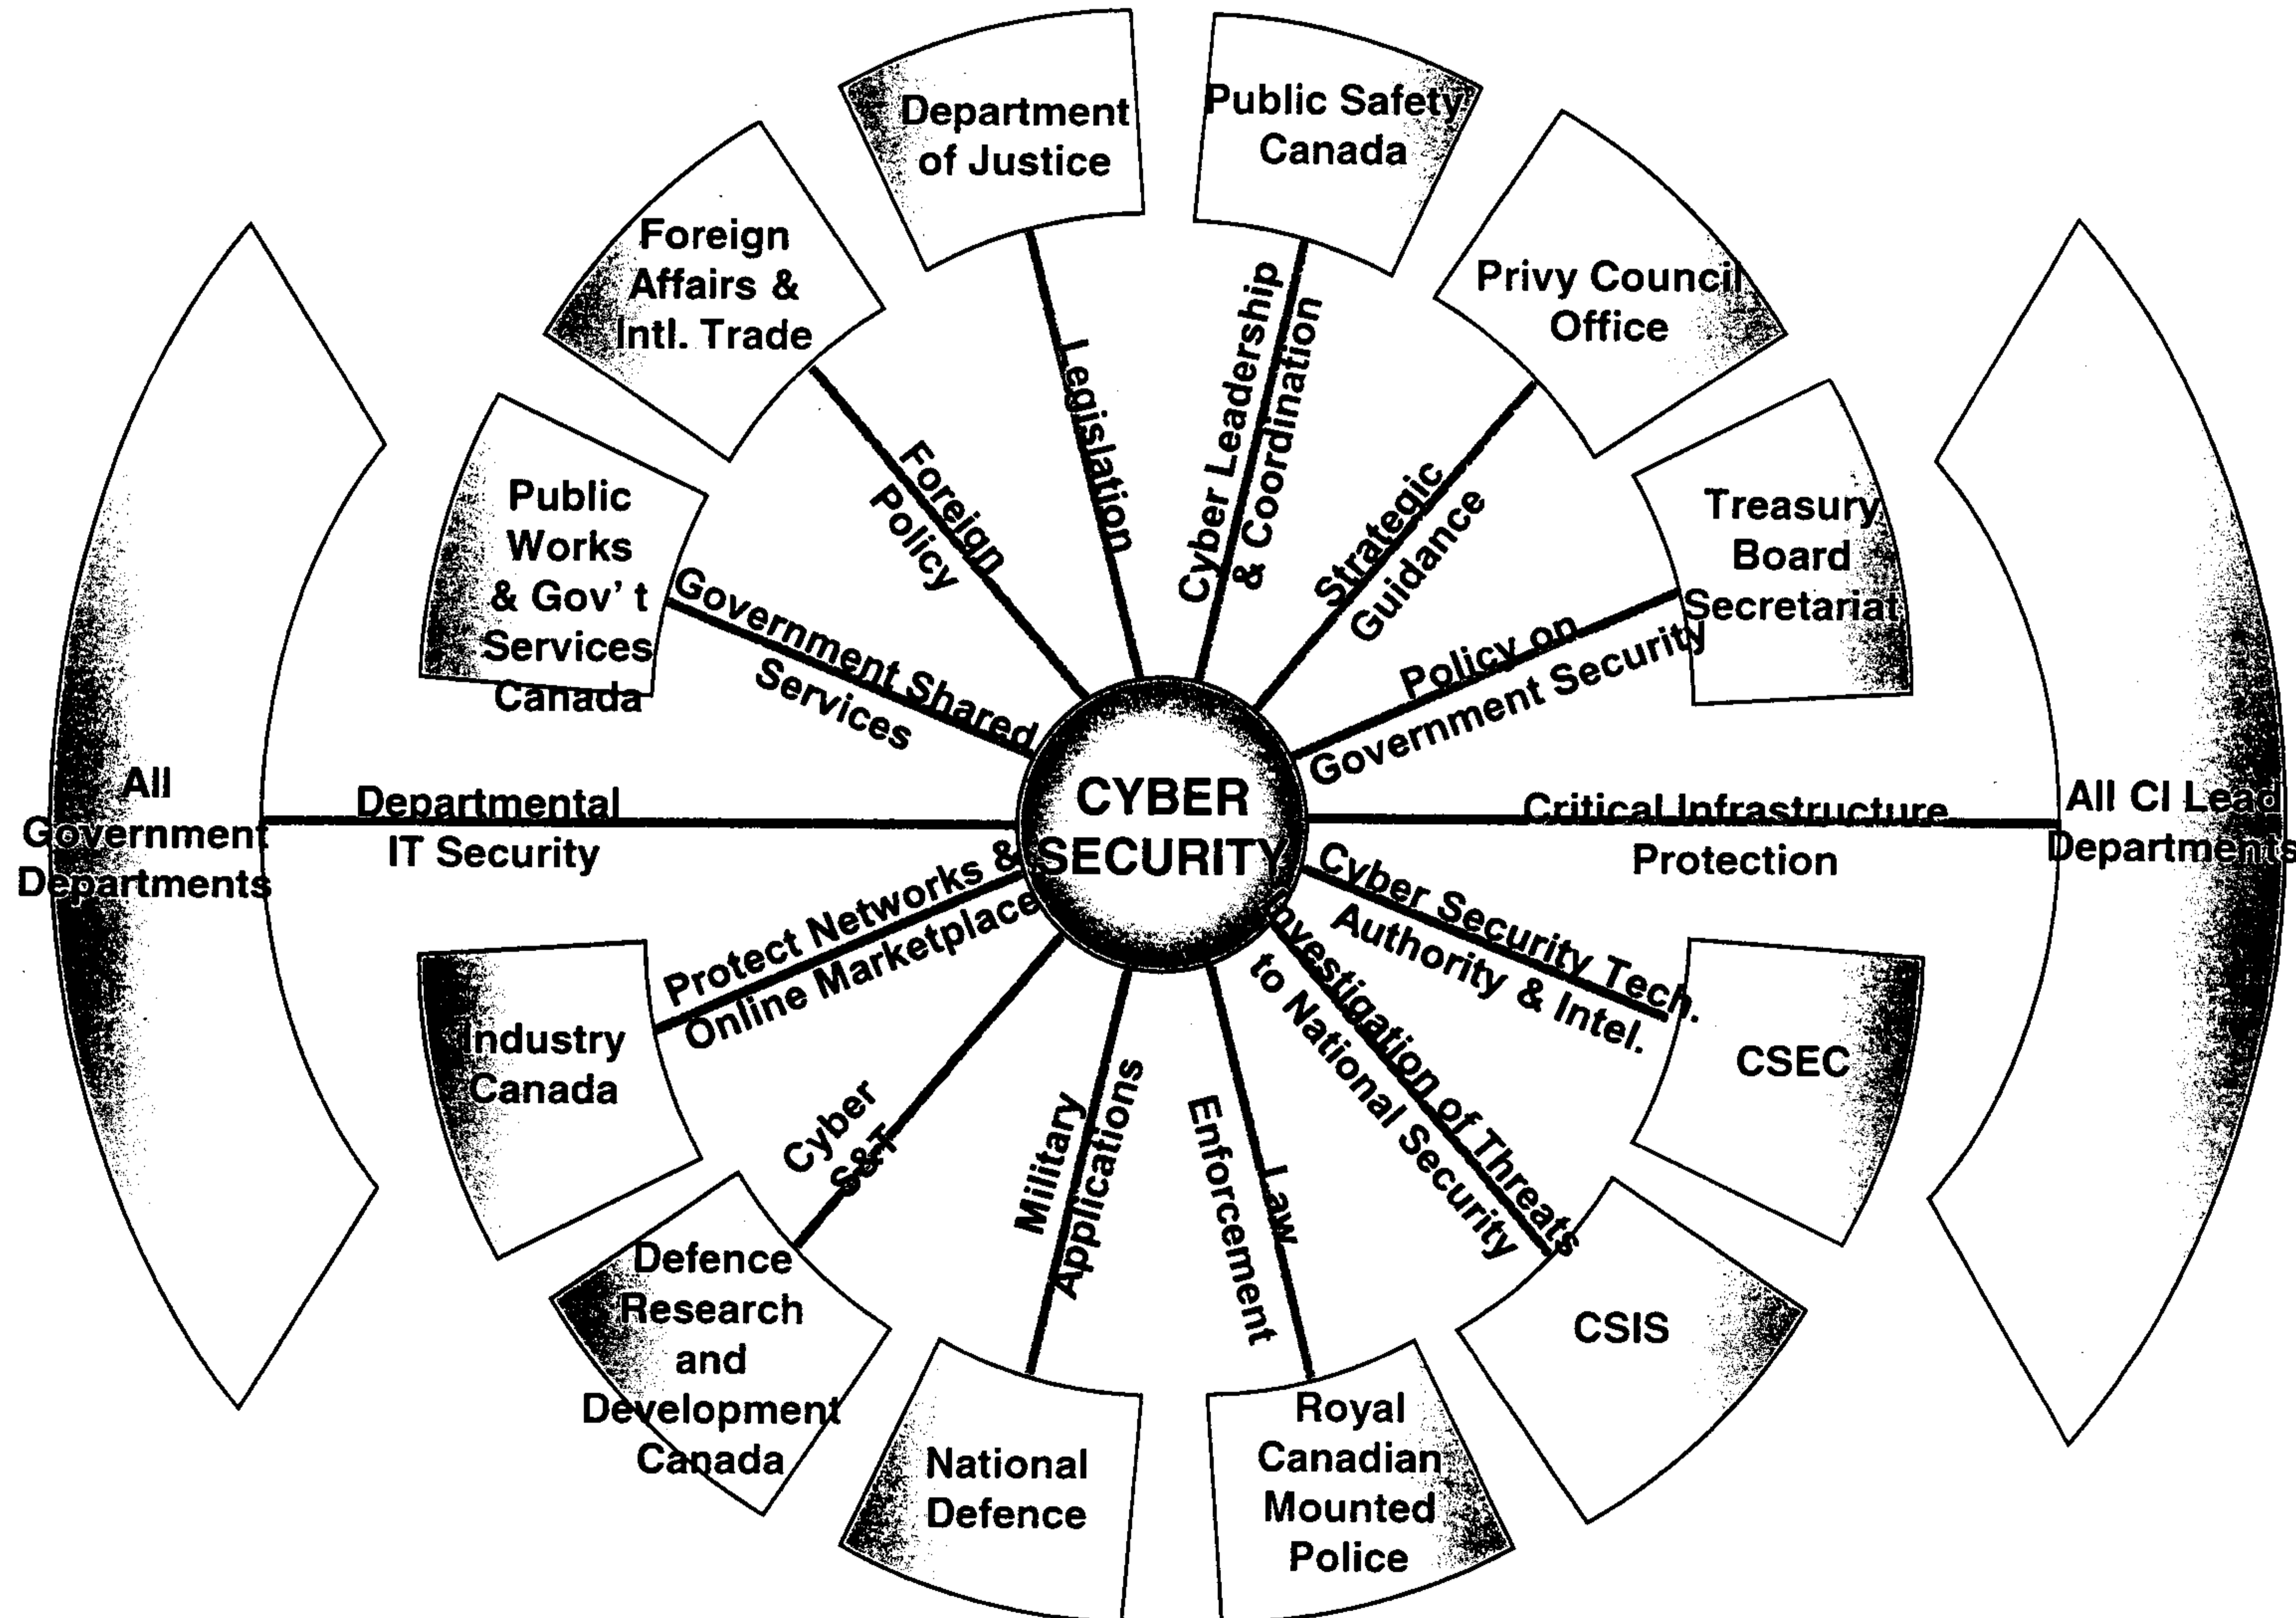 Department
of Justice
Public Safety
Canada
Privy Council
Office
Treasury
Board
Secretariat
All CI Lead
Departments
CSEC
CSIS
Royal
Canadian
Mounted
Police
National
Defence
Defence
Research
and
Development
Canada
Industry
Canada
All
Government
Departments
Public
Works
& Gov' t
Services
Canada
Foreign
Affairs &
Intl. Trade
Legislation
Cyber Leadership
& Coordination
Strategic
Guidance
Policy on
Government Security
Critical Infrastructure
Protection
Cyber Security Tech.
Authority & Intel.
Investigation of Threats
to National Security
Law
Enforcement
Military
Applications
Cyber
S&T
Protect Networks &
Online Marketplace
Departmental
IT Security
Government Shared
Services
Foreign
Policy
CYBER
SECURITY